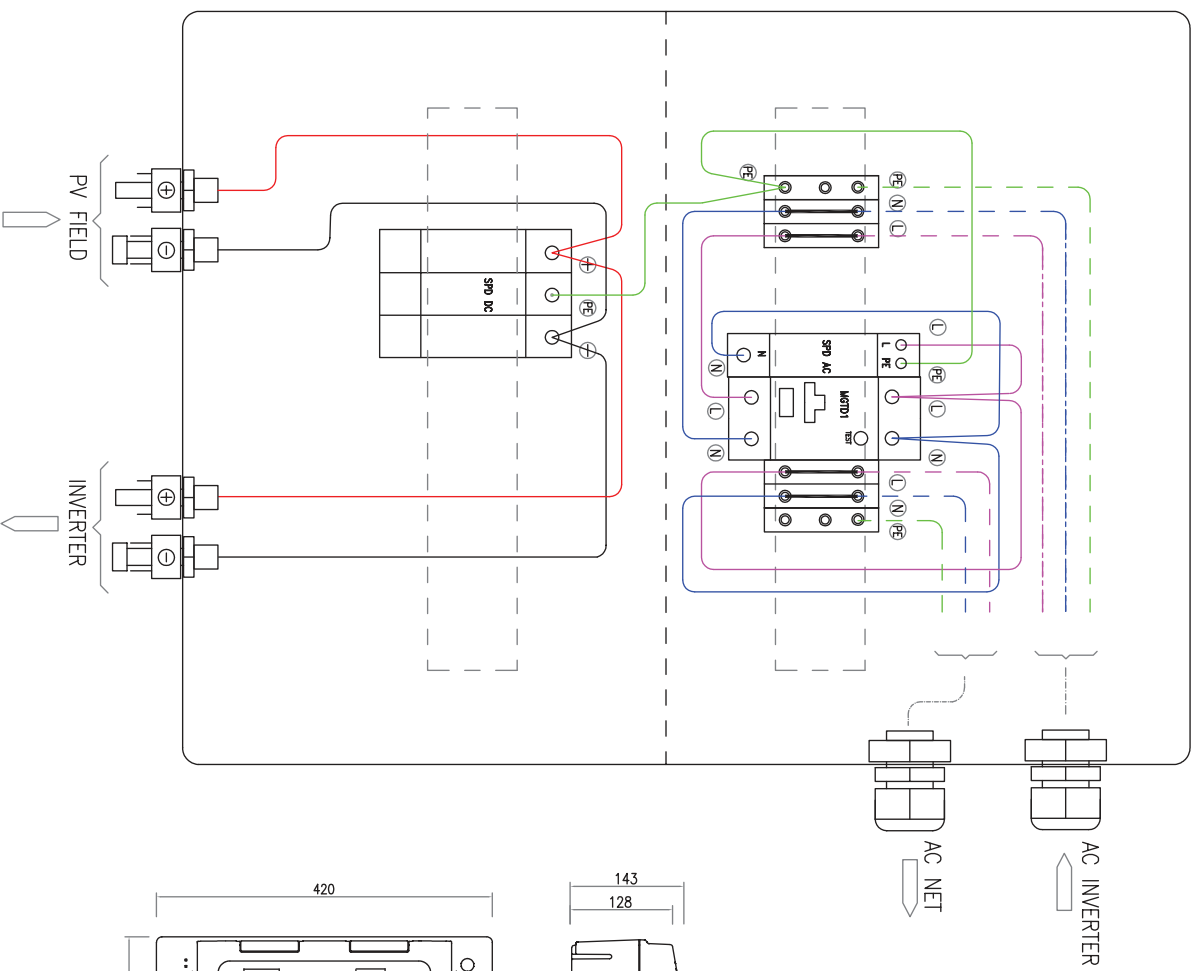 PE
PE
N
L
L
PE
L
N
L PE
SPD AC
N
MGTD1
TEST
N
L
N
L
N
PE
+
PE
−
SPD DC
+
−
PV FIELD
+
−
INVERTER
AC NET
AC INVERTER
420
143
128